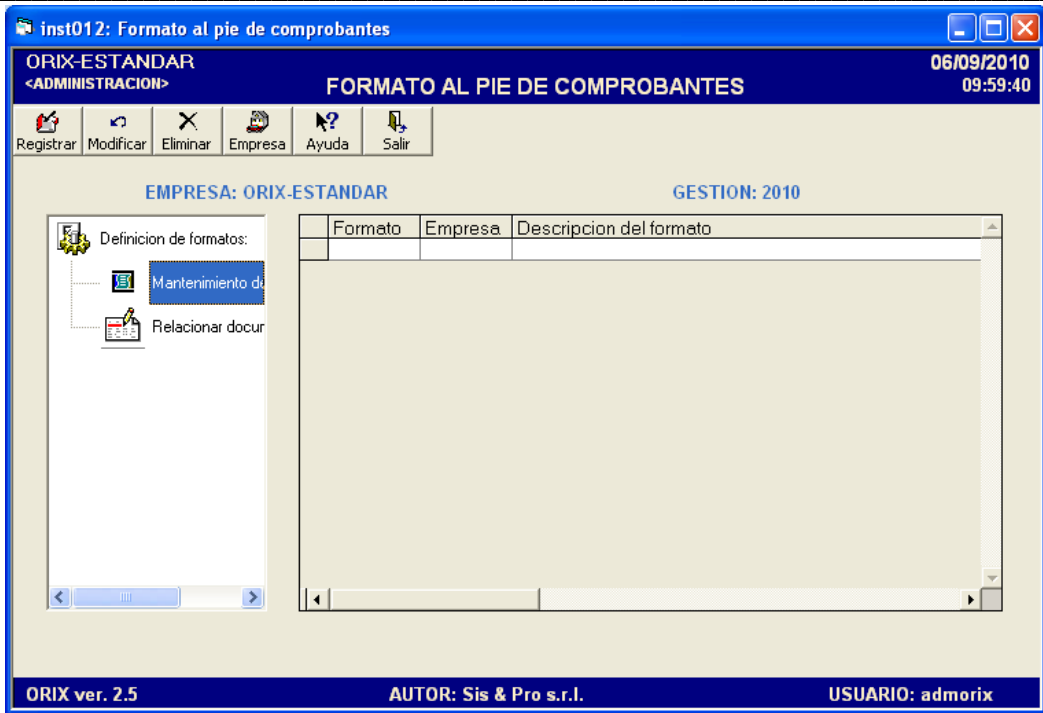 inst012: Formato al pie de comprobantes
ORIX-ESTANDAR
06/09/2010
<ADMINISTRACION>
FORMATO AL PIE DE COMPROBANTES
09:59:40
Registrar Modificar Eliminar Empresa Ayuda Salir
EMPRESA: ORIX-ESTANDAR GESTION: 2010
Definicion de formatos:
Formato Empresa Descripcion del formato
Mantenimiento de
Relacionar docur
ORIX ver. 2.5 AUTOR: Sis & Pro s.r.l. USUARIO: admorix